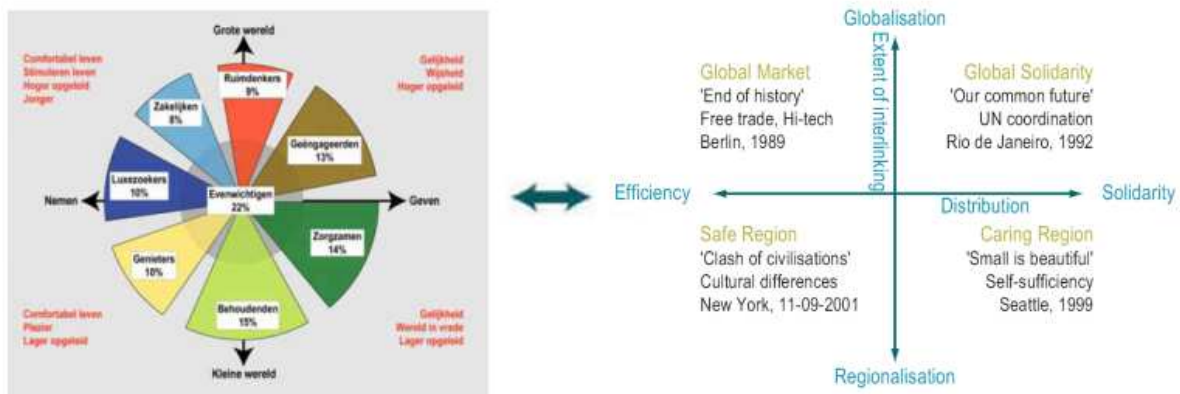 Grote wereld
Comfortabel leven
Stimuleren leven
Hoger opgeleid
Jonger
Gelijkheid
Wijsheid
Hoger opgeleid
Ruimdenkers
9%
Zakelijken
8%
Geëngageerden
13%
Luxezoekers
10%
Nemen
Evenwichtigen
22%
Geven
Zorgzamen
14%
Genieters
10%
Behoudenden
15%
Comfortabel leven
Plezier
Lager opgeleid
Gelijkheid
Wereld in vrede
Lager opgeleid
Kleine wereld
Globalisation
Extent of interlinking
Global Market
'End of history'
Free trade, Hi-tech
Berlin, 1989
Global Solidarity
'Our common future'
UN coordination
Rio de Janeiro, 1992
Efficiency
Solidarity
Distribution
Safe Region
'Clash of civilisations'
Cultural differences
New York, 11-09-2001
Caring Region
'Small is beautiful'
Self-sufficiency
Seattle, 1999
Regionalisation